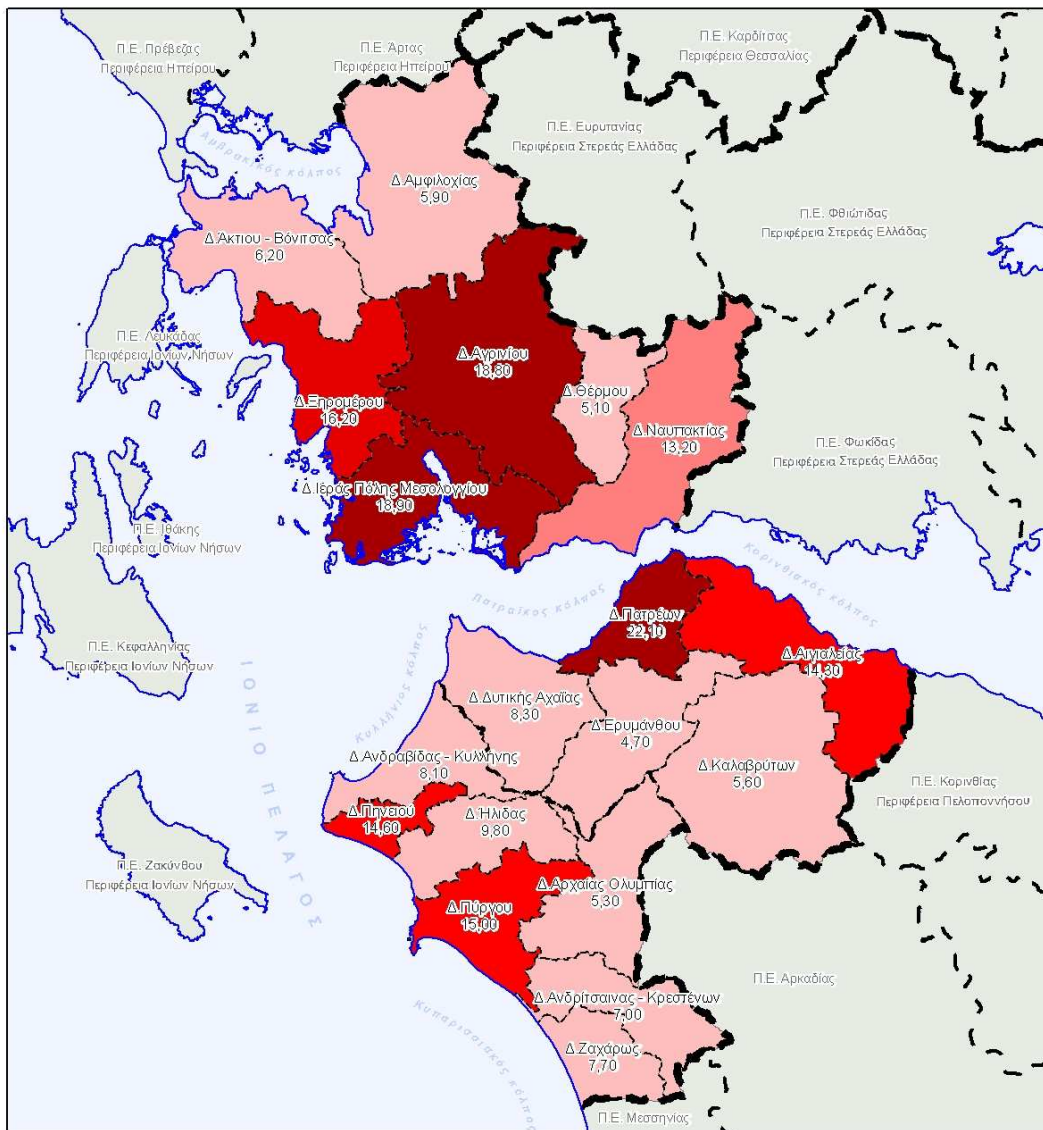 Π.Ε. Πρέβεζας
Περιφέρεια Ηπείρου
Π.Ε. Άρτας
Περιφέρεια Ηπείρου
Π.Ε. Καρδίτσας
Περιφέρεια Θεσσαλίας
Αμβρακικός κόλπος
Π.Ε. Ευρυτανίας
Περιφέρεια Στερεάς Ελλάδας
Δ.Αμφιλοχίας
5,90
Π.Ε. Φθιώτιδας
Περιφέρεια Στερεάς Ελλάδας
Δ.Άκτιου - Βόνιτσας
6,20
Π.Ε. Λευκάδας
Περιφέρεια Ιονίων Νήσων
Δ.Αγρινίου
18,80
Δ.Θέρμου
5,10
Δ.Ξηρομέρου
16,20
Δ.Ναυπακτίας
13,20
Π.Ε. Φωκίδας
Περιφέρεια Στερεάς Ελλάδας
Δ.Ιεράς Πόλης Μεσολογγίου
18,90
Π.Ε. Ιθάκης
Περιφέρεια Ιονίων Νήσων
Κορινθιακός κόλπος
Πατραϊκός κόλπος
Δ.Πατρέων
22,10
Π.Ε. Κεφαλληνίας
Περιφέρεια Ιονίων Νήσων
Δ.Αιγιαλείας
14,30
Κυλλήνιος κόλπος
ΙΟΝΙΟ ΠΕΛΑΓΟΣ
Δ.Δυτικής Αχαΐας
8,30
Δ.Ερυμάνθου
4,70
Δ.Ανδραβίδας - Κυλλήνης
8,10
Δ.Καλαβρύτων
5,60
Π.Ε. Κορινθίας
Περιφέρεια Πελοποννήσου
Δ.Πηνειού
14,60
Δ.Ήλιδας
9,80
Π.Ε. Ζακύνθου
Περιφέρεια Ιονίων Νήσων
Δ.Αρχαίας Ολυμπίας
5,30
Δ.Πύργου
15,00
Π.Ε. Αρκαδίας
Δ.Ανδρίτσαινας - Κρεστένων
7,00
Κυπαρισσιακός κόλπος
Δ.Ζαχάρως
7,70
Π.Ε. Μεσσηνίας